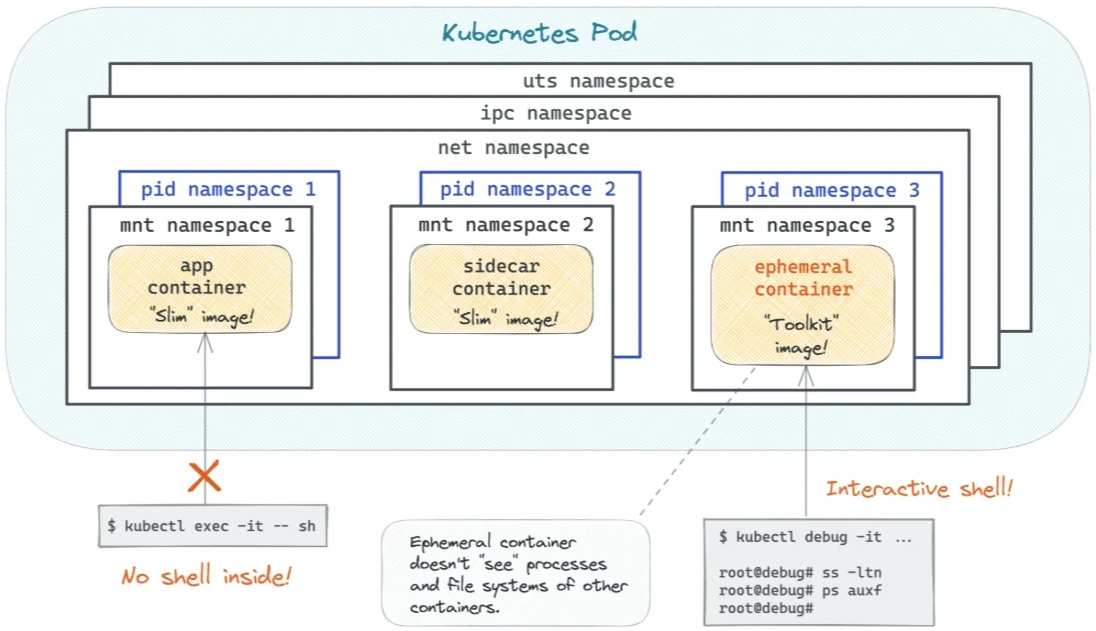 Kubernetes Pod
uts namespace
ipc namespace
net namespace
pid namespace 1
mnt namespace 1
app
container
"Slim" image!
pid namespace 2
mnt namespace 2
sidecar
container
"Slim" image!
pid namespace 3
mnt namespace 3
ephemeral
container
"Toolkit"
image!
$ kubectl exec -it -- sh
No shell inside!
Ephemeral container
doesn't "see" processes
and file systems of other
containers.
Interactive shell!
$ kubectl debug -it ...
root@debug# ss -ltn
root@debug# ps auxf
root@debug#